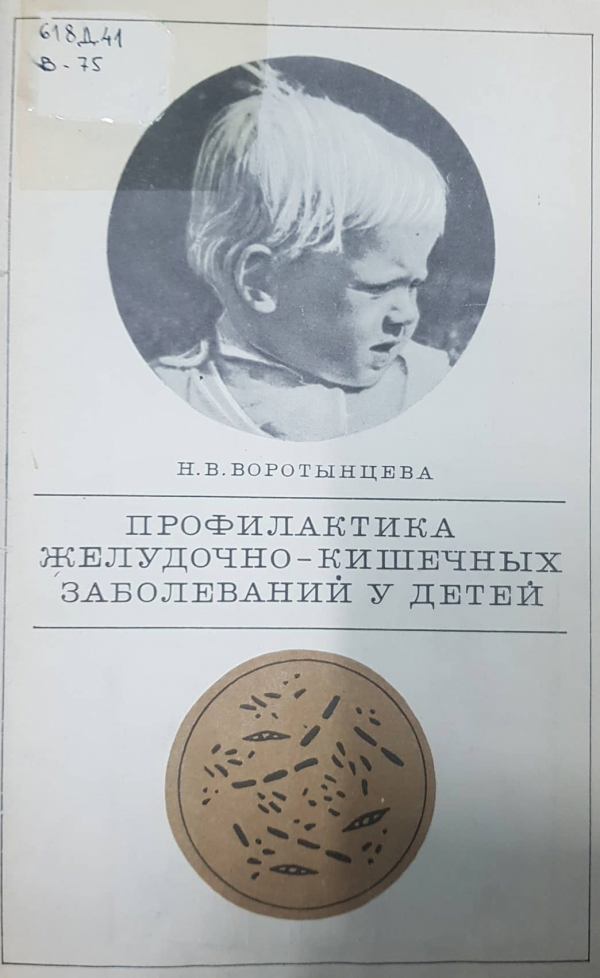 618Д41
В-75
Н.В.ВОРОТЫНЦЕВА
ПРОФИЛАКТИКА
ЖЕЛУДОЧНО-КИШЕЧНЫХ
ЗАБОЛЕВАНИЙ У ДЕТЕЙ